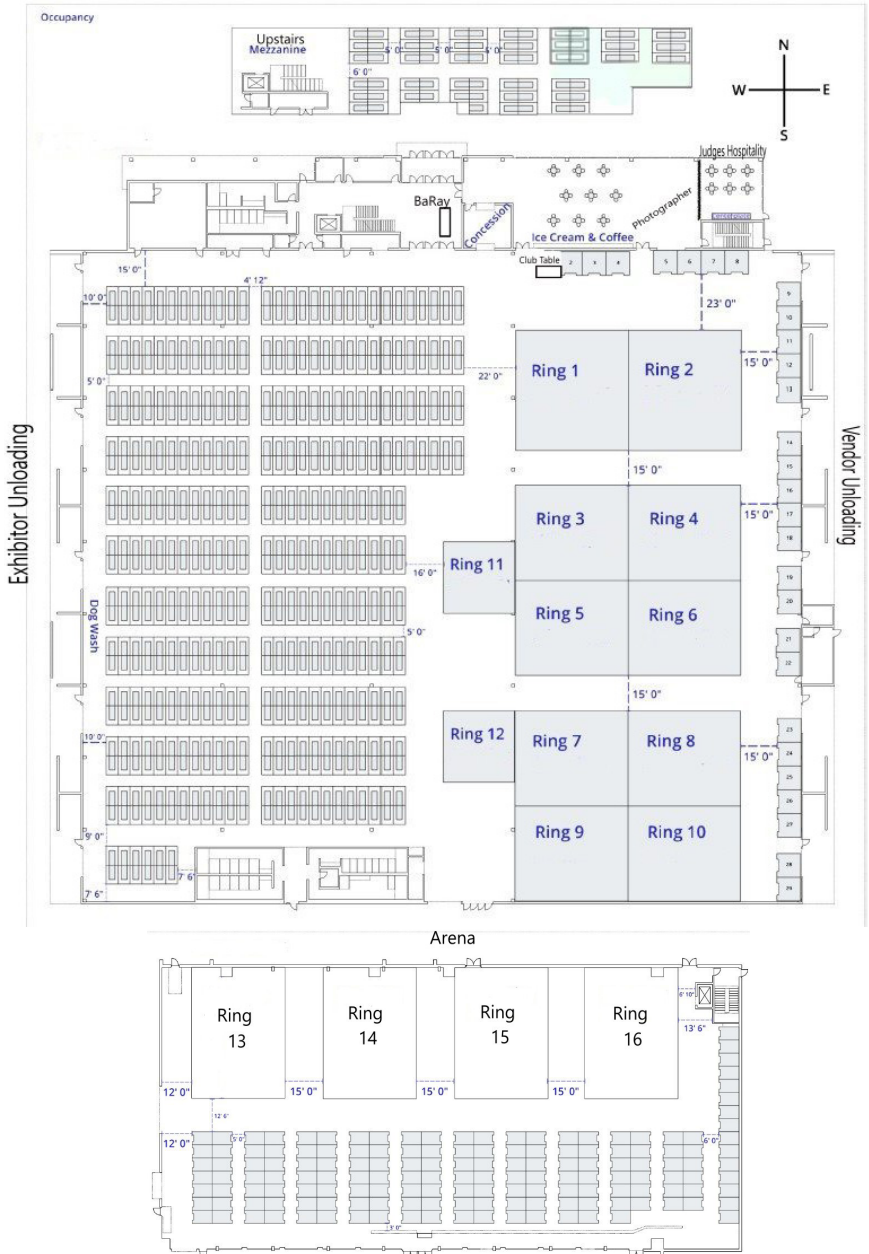 Occupancy
Upstairs
Mezzanine
5' 0"
5' 0"
5' 0"
6' 0"
N
W
E
S
Judges Hospitality
BaRay
Concession
Photographer
Ice Cream & Coffee
Club Table
2
3
4
5
6
7
8
15' 0"
4' 12"
10' 0"
23' 0"
9
10
11
12
13
Ring 1
Ring 2
15' 0"
22' 0"
5' 0"
Exhibitor Unloading
Vendor Unloading
14
15
16
17
18
15' 0"
Ring 3
Ring 4
15' 0"
Ring 11
16' 0"
19
20
Dog Wash
Ring 5
Ring 6
5' 0"
21
22
15' 0"
Ring 12
Ring 7
Ring 8
10' 0"
15' 0"
23
24
25
26
27
Ring 9
Ring 10
9' 0"
7' 6"
7' 6"
28
29
Arena
Ring
13
Ring
14
Ring
15
Ring
16
6' 10"
13' 6"
12' 0"
15' 0"
15' 0"
15' 0"
12' 6"
12' 0"
5' 0"
6' 0"
3' 0"